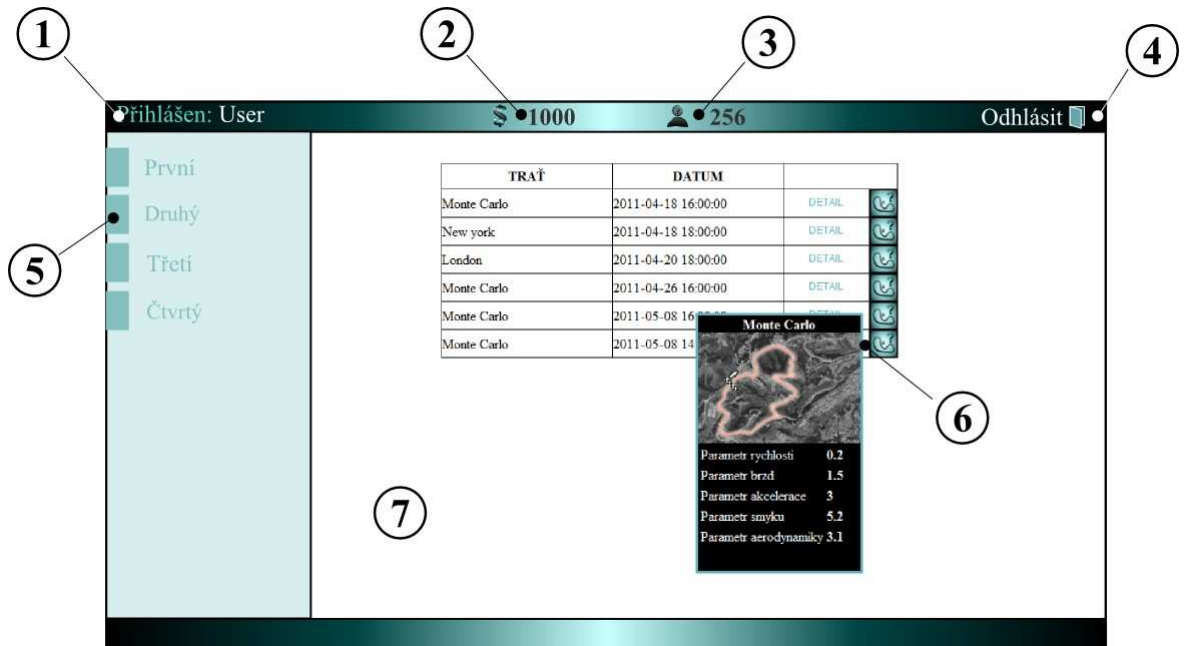 1 2 3 4
Přihlášen: User 1000 256 Odhlásit
První
Druhý
5
Třetí
Čtvrtý
TRAŤ DATUM
Monte Carlo 2011-04-18 16:00:00 DETAIL
New york 2011-04-18 18:00:00 DETAIL
London 2011-04-20 18:00:00 DETAIL
Monte Carlo 2011-04-26 16:00:00 DETAIL
Monte Carlo 2011-05-08 16:00:00 DETAIL
Monte Carlo 2011-05-08 14
Monte Carlo
6
Parametr rychlosti 0.2
Parametr brzd 1.5
Parametr akcelerace 3
Parametr smyku 5.2
Parametr aerodynamiky 3.1
7